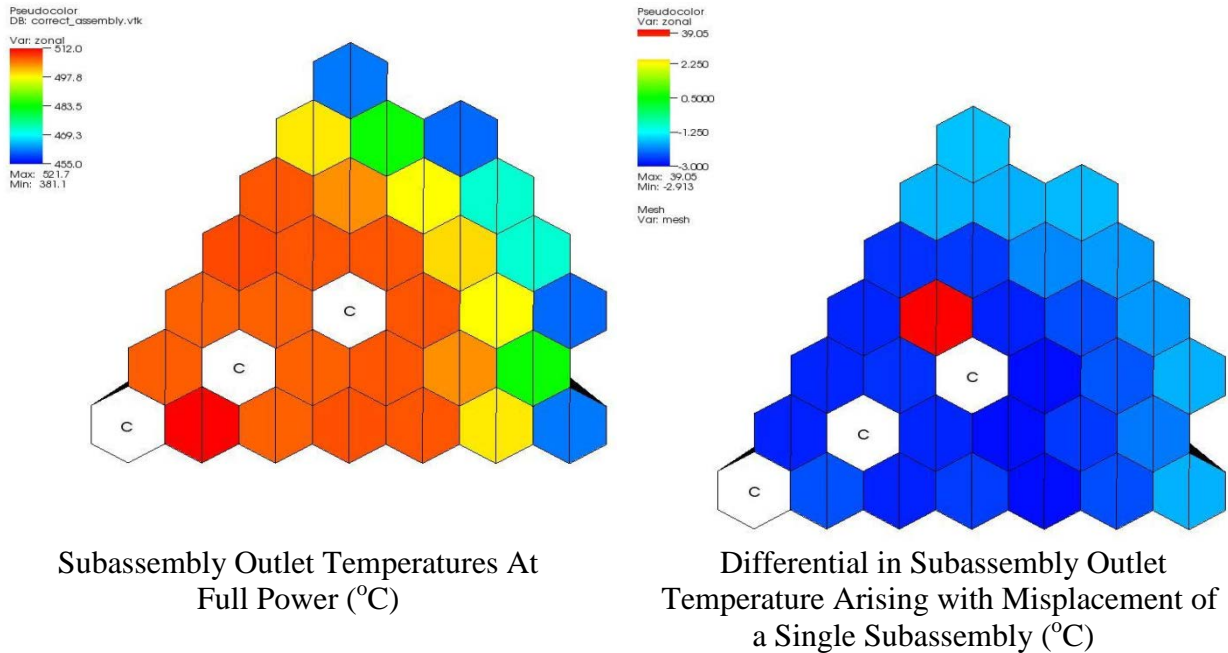 Pseudocolor
DB: correct_assembly.vtk
Var: zonal
512.0
497.8
483.5
469.3
455.0
Max: 521.7
Min: 381.1
C
C
C
Subassembly Outlet Temperatures At
Full Power (°C)
Pseudocolor
Var: zonal
39.05
2.250
0.5000
-1.250
-3.000
Max: 39.05
Min: -2.913
Mesh
Var: mesh
C
C
C
Differential in Subassembly Outlet
Temperature Arising with Misplacement of
a Single Subassembly (°C)